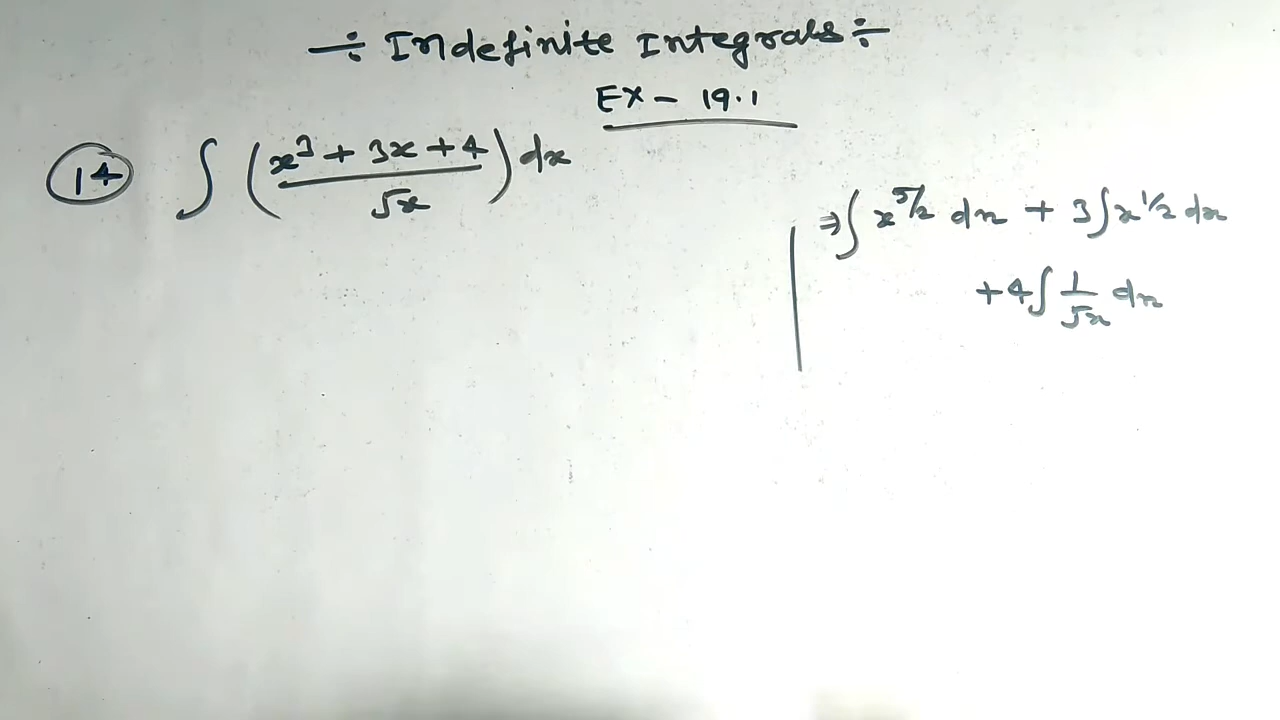 ÷ Indefinite Integrals ÷
EX - 19.1
14 ∫ (x³ + 3x + 4 / √x) dx
⇒ ∫ x^5/2 dx + 3∫ x^1/2 dx
+ 4∫ 1/√x dx